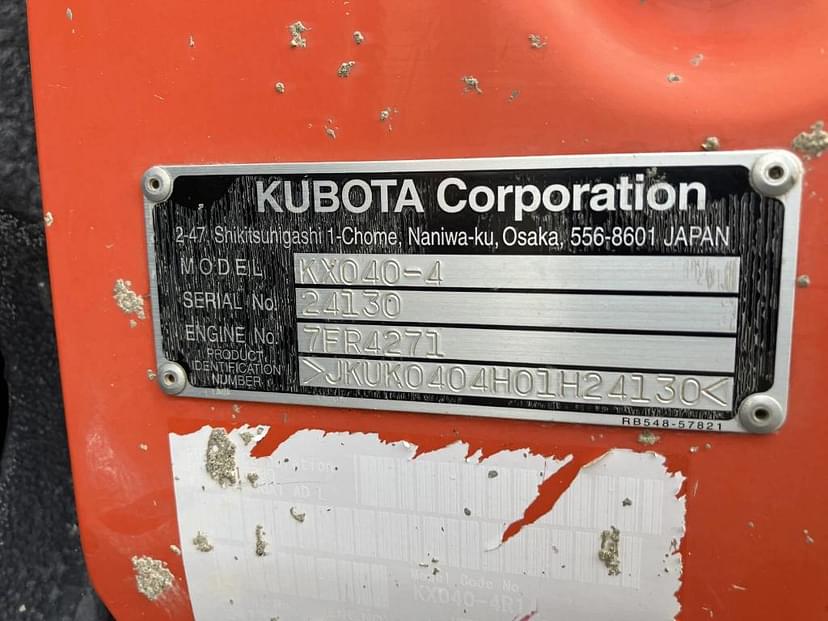 KUBOTA Corporation
2-47, Shikitsuhigashi 1-Chome, Naniwa-ku, Osaka, 556-8601 JAPAN
MODEL KX040-4
SERIAL No. 24130
ENGINE No. 7FR4271
PRODUCT
IDENTIFICATION
NUMBER >JKUK0404H01H24130<
RB548-57821
Model Code No
KX040-4R1